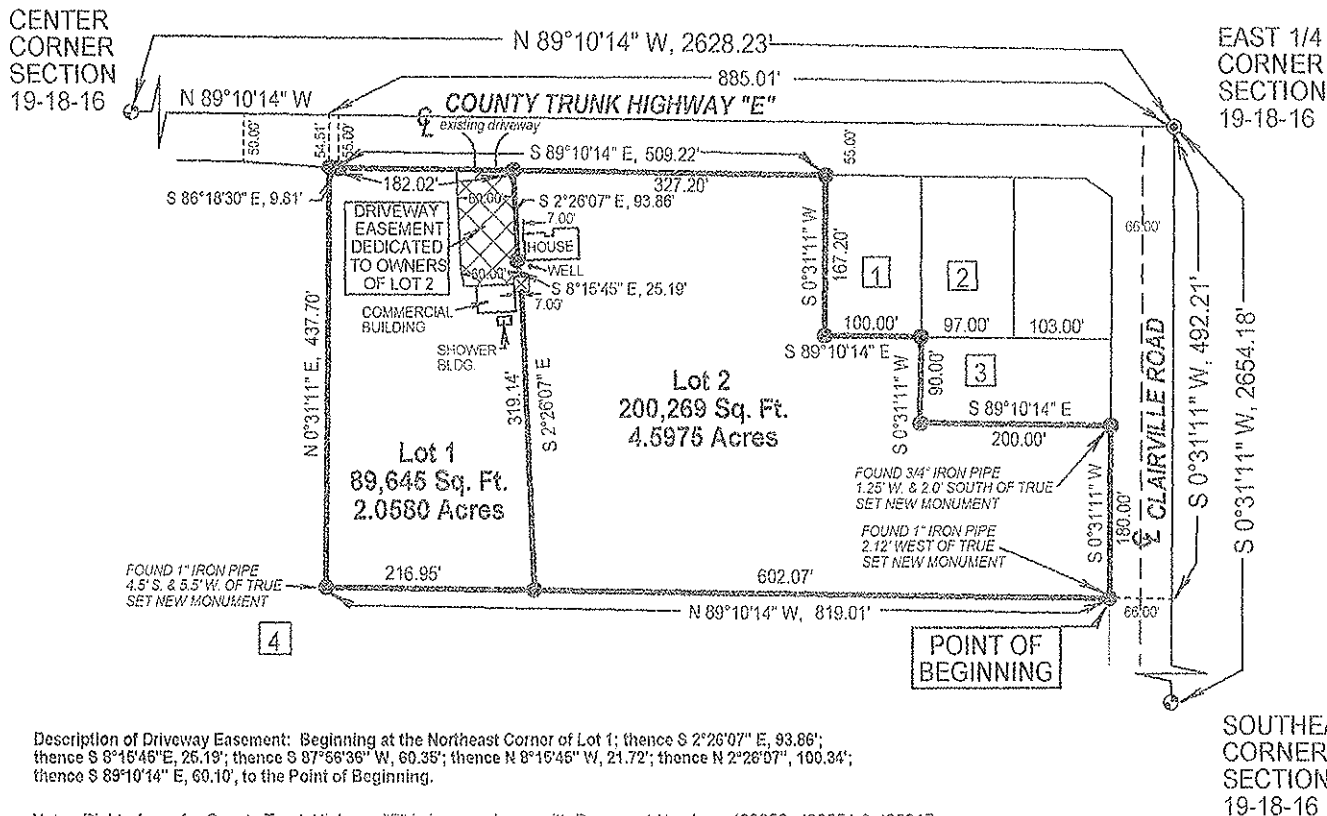 CENTER
CORNER
SECTION
19-18-16
N 89°10'14" W, 2628.23'
EAST 1/4
CORNER
SECTION
19-18-16
885.01'
N 89°10'14" W
COUNTY TRUNK HIGHWAY "E"
existing driveway
50.00'
54.51'
55.00'
55.00'
S 89°10'14" E, 509.22'
S 86°18'30" E, 9.81'
182.02'
327.20'
60.00'
S 2°26'07" E, 93.86'
7.00'
DRIVEWAY
EASEMENT
DEDICATED
TO OWNERS
OF LOT 2
HOUSE
WELL
60.00'
S 8°15'45" E, 25.19'
7.00'
COMMERCIAL
BUILDING
SHOWER
BLDG.
S 0°31'11" W
167.20'
1
2
66.00'
100.00'
97.00'
103.00'
S 89°10'14" E
S 0°31'11" W
90.00'
3
S 89°10'14" E
200.00'
N 0°31'11" E, 437.70'
319.14'
S 2°26'07" E
Lot 2
200,269 Sq. Ft.
4.5975 Acres
Lot 1
89,645 Sq. Ft.
2.0580 Acres
FOUND 3/4" IRON PIPE
1.25' W. & 2.0' SOUTH OF TRUE
SET NEW MONUMENT
FOUND 1" IRON PIPE
2.12' WEST OF TRUE
SET NEW MONUMENT
S 0°31'11" W
180.00'
CLAIRVILLE ROAD
S 0°31'11" W, 492.21'
S 0°31'11" W, 2654.18'
FOUND 1" IRON PIPE
4.5' S. & 5.5' W. OF TRUE
SET NEW MONUMENT
216.95'
602.07'
N 89°10'14" W, 819.01'
66.00'
4
POINT OF
BEGINNING
Description of Driveway Easement: Beginning at the Northeast Corner of Lot 1; thence S 2°26'07" E, 93.86';
thence S 8°15'45"E, 25.19'; thence S 87°56'36" W, 60.35'; thence N 8°15'45" W, 21.72'; thence N 2°26'07", 100.34';
thence S 89°10'14" E, 60.10', to the Point of Beginning.
SOUTHEA
CORNER
SECTION
19-18-16